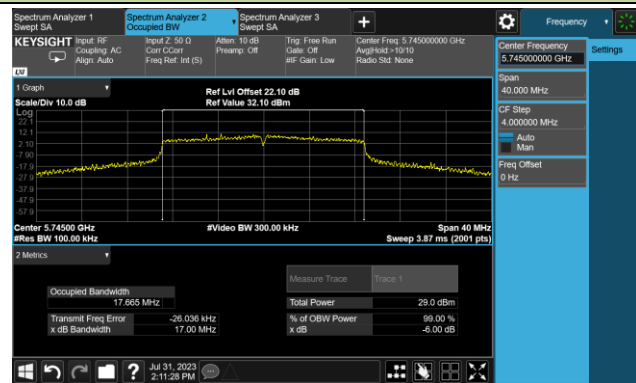 Spectrum Analyzer 1
Swept SA
Spectrum Analyzer 2
Occupied BW
Spectrum Analyzer 3
Swept SA
+
Frequency
KEYSIGHT
Input: RF
Coupling: AC
Align: Auto
Input Z: 50 Ω
Corr CCorr
Freq Ref: Int (S)
Atten: 10 dB
Preamp: Off
Trig: Free Run
Gate: Off
#IF Gain: Low
Center Freq: 5.745000000 GHz
Avg|Hold:>10/10
Radio Std: None
LXI
Center Frequency
5.745000000 GHz
Settings
Span
40.000 MHz
CF Step
4.000000 MHz
Auto
Man
Freq Offset
0 Hz
1 Graph
Scale/Div 10.0 dB
Ref Lvl Offset 22.10 dB
Ref Value 32.10 dBm
Log
22.1
12.1
2.10
-7.90
-17.9
-27.9
-37.9
-47.9
-57.9
Center 5.74500 GHz
#Video BW 300.00 kHz
Span 40 MHz
#Res BW 100.00 kHz
Sweep 3.87 ms (2001 pts)
2 Metrics
Measure Trace
Trace 1
Occupied Bandwidth
17.665 MHz
Total Power
29.0 dBm
Transmit Freq Error
-26.036 kHz
% of OBW Power
99.00 %
x dB Bandwidth
17.00 MHz
x dB
-6.00 dB
?
Jul 31, 2023
2:11:28 PM